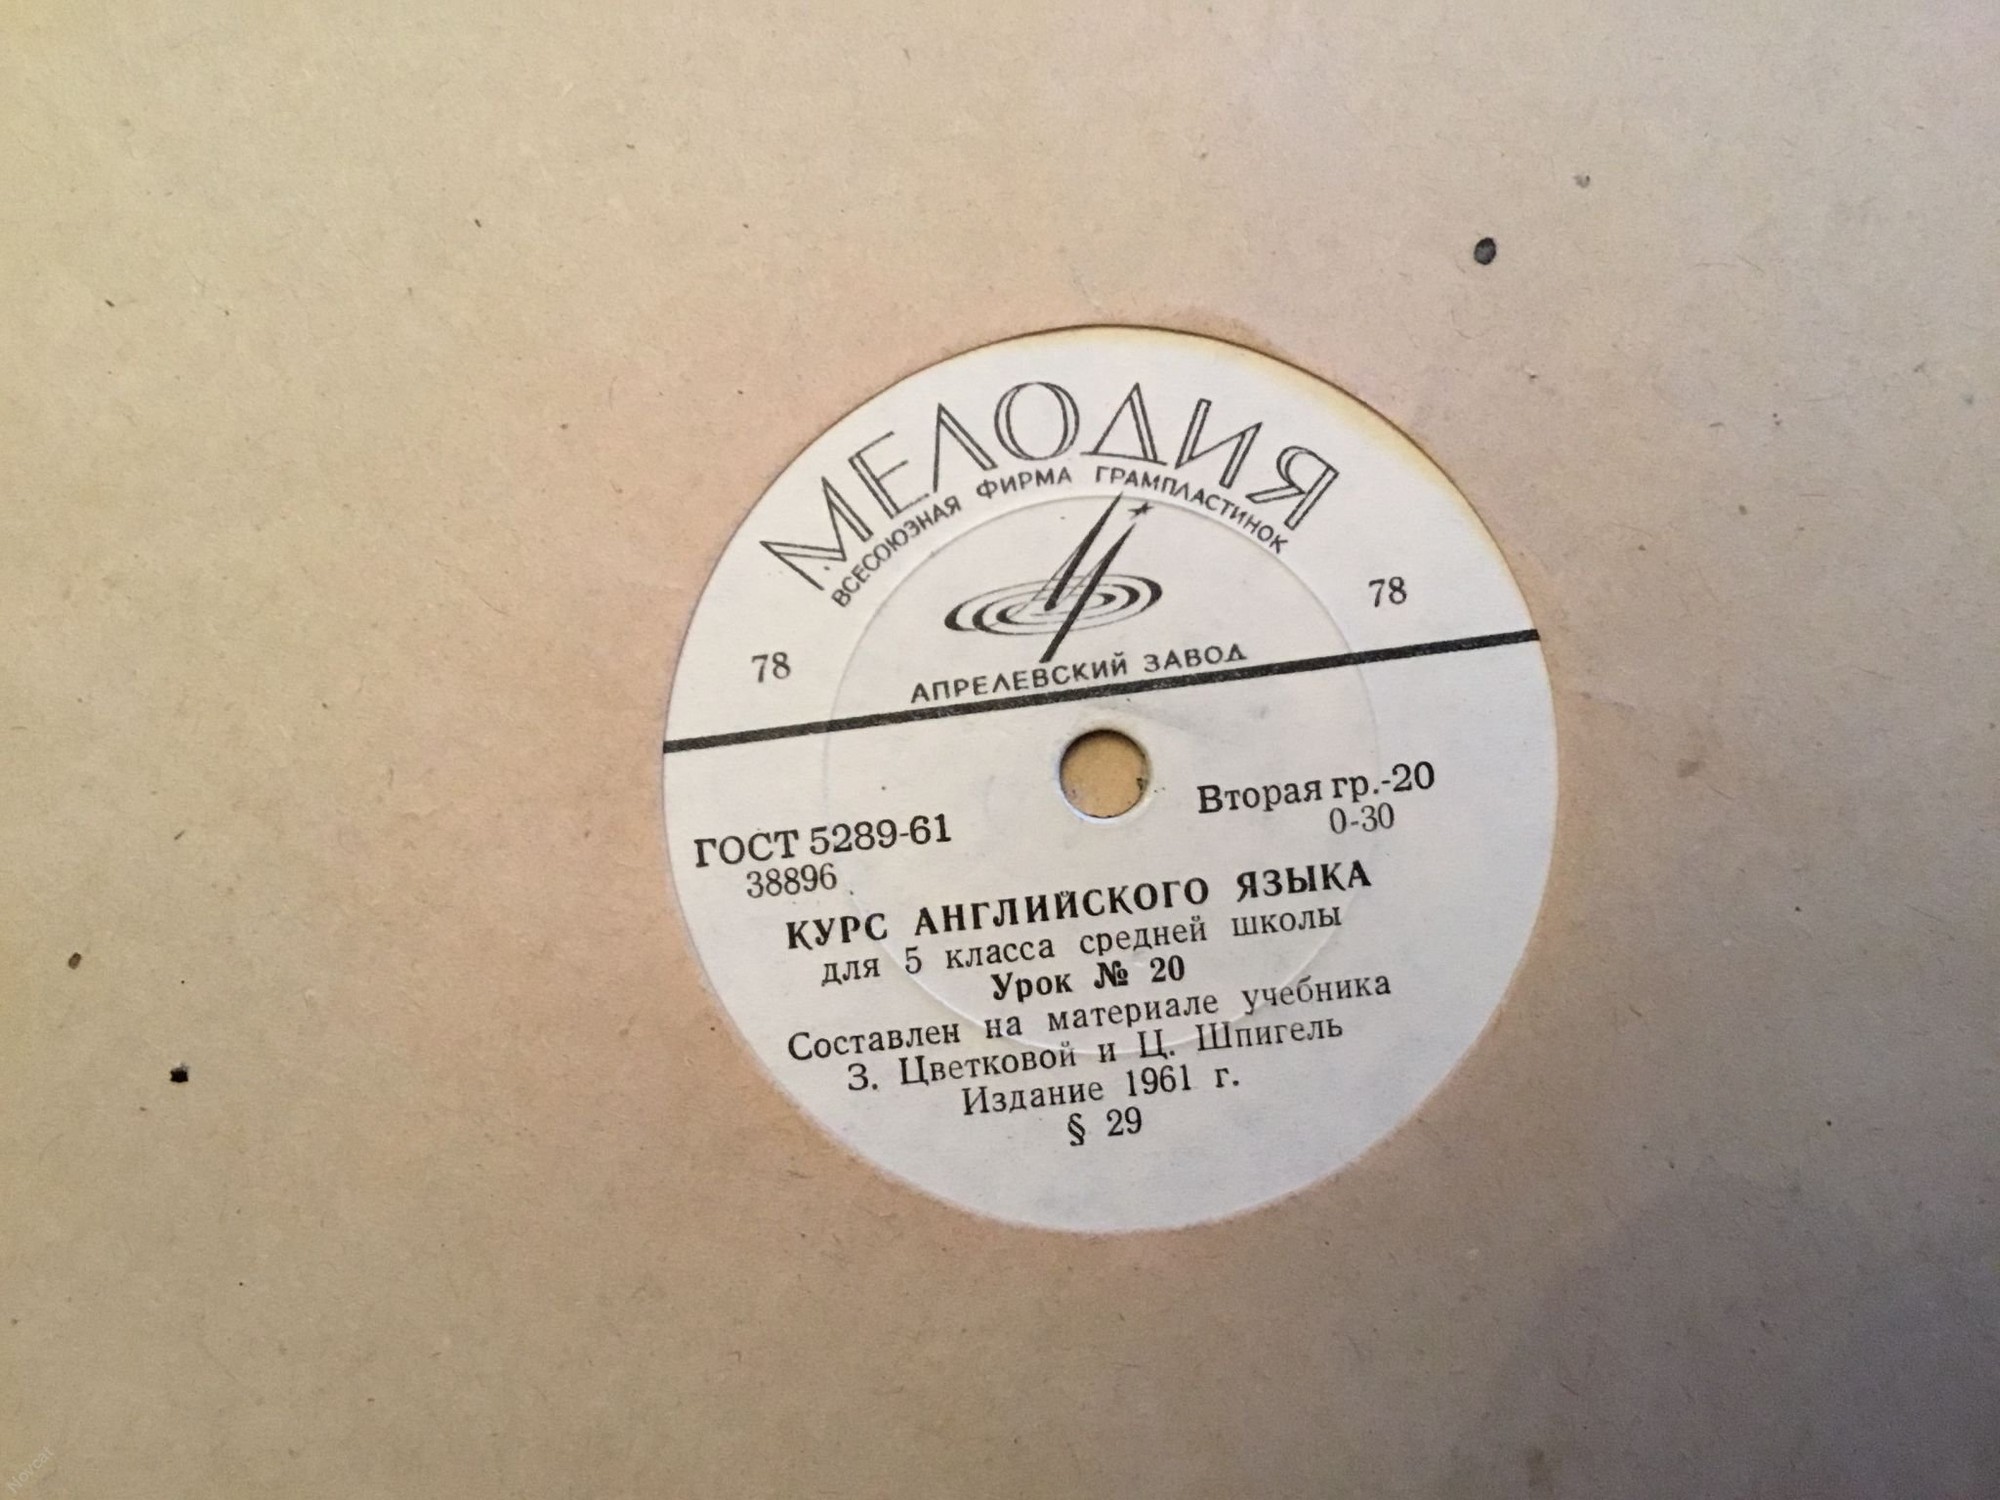 МЕЛОДИЯ
ВСЕСОЮЗНАЯ ФИРМА ГРАМПЛАСТИНОК
78 78
АПРЕЛЕВСКИЙ ЗАВОД
ГОСТ 5289-61 Вторая гр.-20
38896 0-30
КУРС АНГЛИЙСКОГО ЯЗЫКА
для 5 класса средней школы
Урок № 20
Составлен на материале учебника
З. Цветковой и Ц. Шпигель
Издание 1961 г.
§ 29
Novcat